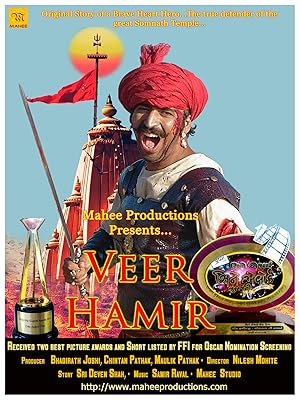 MAHEE
Original Story of a Brave Heart Hero...The true defender of the
great Somnath Temple...
Mahee Productions
Presents...
VEER
HAMIR
RECEIVED TWO BEST PICTURE AWARDS AND SHORT LISTED BY FFI FOR OSCAR NOMINATION SCREENING
PRODUCER BHAGIRATH JOSHI, CHINTAN PATHAK, MAULIK PATHAK • DIRECTOR NILESH MOHITE
STORY SRI DEVEN SHAH, • MUSIC SAMIR RAVAL • MAHEE STUDIO
http://www.maheeproductions.com